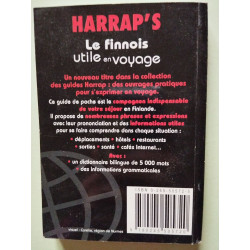 HARRAP'S
Le finnois
utile en voyage
Un nouveau titre dans la collection
des guides Harrap : des ouvrages pratiques
pour s'exprimer en voyage.
Ce guide de poche est le compagnon indispensable
de votre séjour en Finlande.
Il propose de nombreuses phrases et expressions
avec leur prononciation et des informations utiles
pour se faire comprendre dans chaque situation :
• déplacements • hôtels • restaurants
• sorties • santé • cafés Internet...
Avec :
• un dictionnaire bilingue de 5 000 mots
• des informations grammaticales